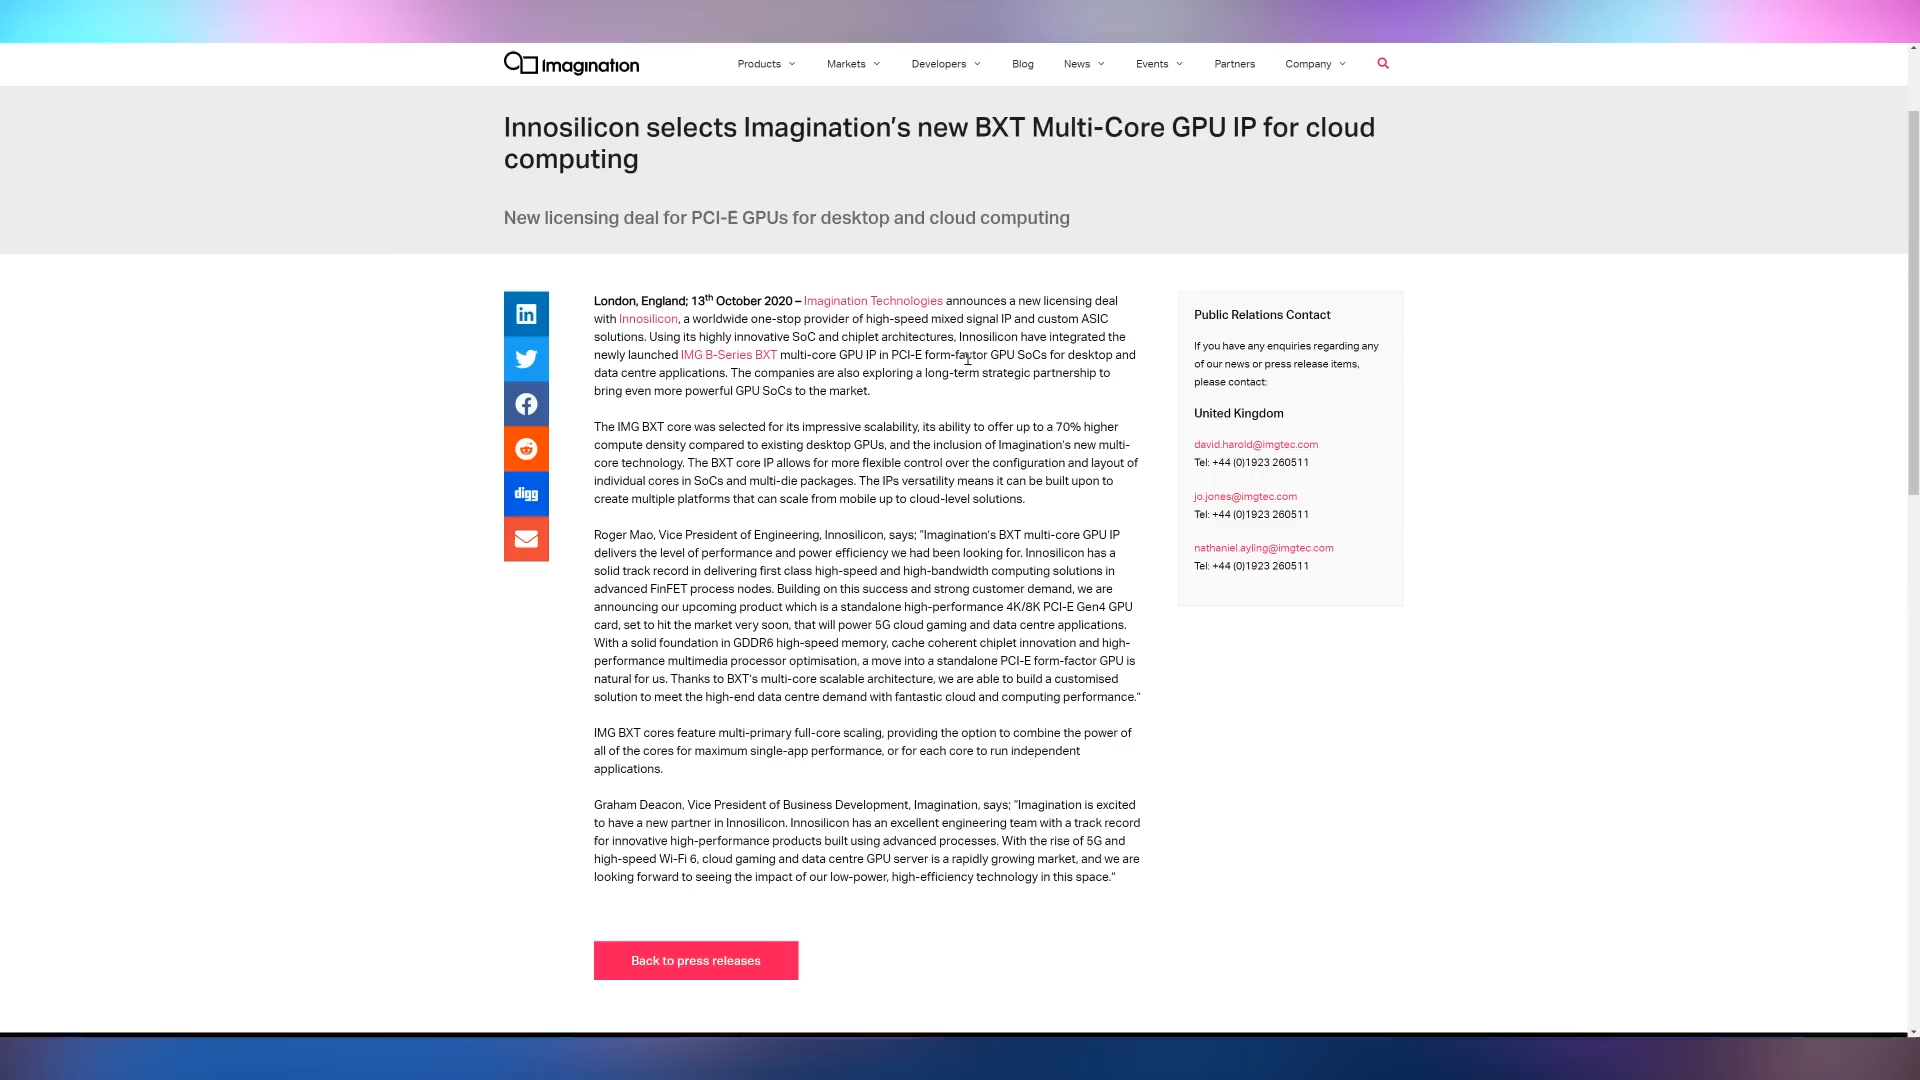 Imagination
Products Markets Developers Blog News Events Partners Company
Innosilicon selects Imagination's new BXT Multi-Core GPU IP for cloud
computing
New licensing deal for PCI-E GPUs for desktop and cloud computing
London, England; 13th October 2020 – Imagination Technologies announces a new licensing deal
with Innosilicon, a worldwide one-stop provider of high-speed mixed signal IP and custom ASIC
solutions. Using its highly innovative SoC and chiplet architectures, Innosilicon have integrated the
newly launched IMG B-Series BXT multi-core GPU IP in PCI-E form-factor GPU SoCs for desktop and
data centre applications. The companies are also exploring a long-term strategic partnership to
bring even more powerful GPU SoCs to the market.
The IMG BXT core was selected for its impressive scalability, its ability to offer up to a 70% higher
compute density compared to existing desktop GPUs, and the inclusion of Imagination's new multi-
core technology. The BXT core IP allows for more flexible control over the configuration and layout of
individual cores in SoCs and multi-die packages. The IPs versatility means it can be built upon to
create multiple platforms that can scale from mobile up to cloud-level solutions.
Roger Mao, Vice President of Engineering, Innosilicon, says; "Imagination's BXT multi-core GPU IP
delivers the level of performance and power efficiency we had been looking for. Innosilicon has a
solid track record in delivering first class high-speed and high-bandwidth computing solutions in
advanced FinFET process nodes. Building on this success and strong customer demand, we are
announcing our upcoming product which is a standalone high-performance 4K/8K PCI-E Gen4 GPU
card, set to hit the market very soon, that will power 5G cloud gaming and data centre applications.
With a solid foundation in GDDR6 high-speed memory, cache coherent chiplet innovation and high-
performance multimedia processor optimisation, a move into a standalone PCI-E form-factor GPU is
natural for us. Thanks to BXT's multi-core scalable architecture, we are able to build a customised
solution to meet the high-end data centre demand with fantastic cloud and computing performance."
IMG BXT cores feature multi-primary full-core scaling, providing the option to combine the power of
all of the cores for maximum single-app performance, or for each core to run independent
applications.
Graham Deacon, Vice President of Business Development, Imagination, says; "Imagination is excited
to have a new partner in Innosilicon. Innosilicon has an excellent engineering team with a track record
for innovative high-performance products built using advanced processes. With the rise of 5G and
high-speed Wi-Fi 6, cloud gaming and data centre GPU server is a rapidly growing market, and we are
looking forward to seeing the impact of our low-power, high-efficiency technology in this space."
Back to press releases
in
digg
Public Relations Contact
If you have any enquiries regarding any
of our news or press release items,
please contact:
United Kingdom
david.harold@imgtec.com
Tel: +44 (0)1923 260511
jo.jones@imgtec.com
Tel: +44 (0)1923 260511
nathaniel.ayling@imgtec.com
Tel: +44 (0)1923 260511